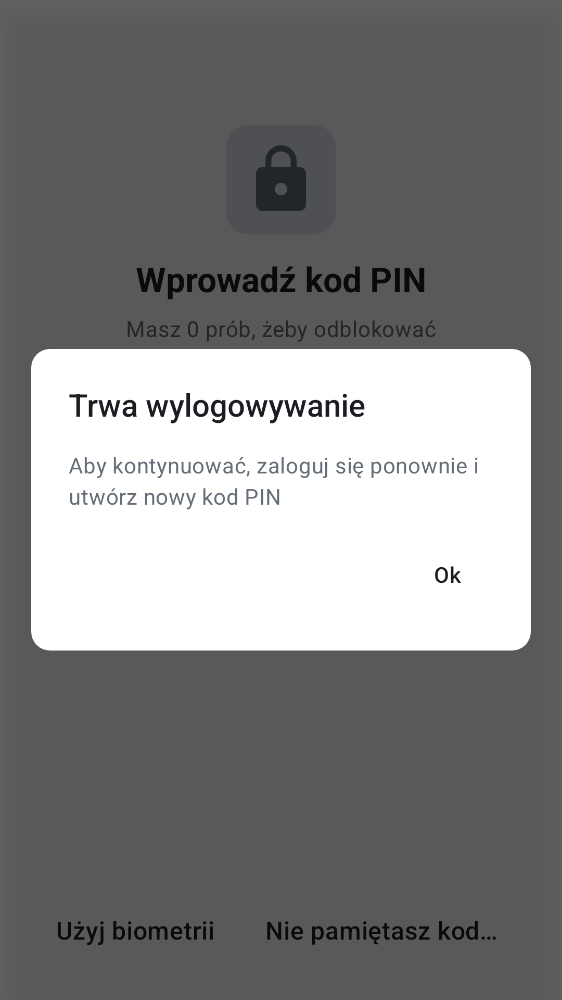 Wprowadź kod PIN
Masz 0 prób, żeby odblokować
Trwa wylogowywanie
Aby kontynuować, zaloguj się ponownie i
utwórz nowy kod PIN
Ok
Użyj biometrii
Nie pamiętasz kod…